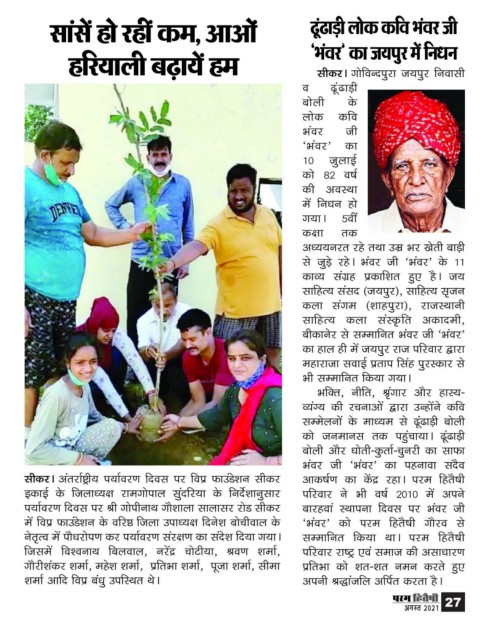 सांसें हो रहीं कम, आओं
हरियाली बढ़ायें हम
सीकर। अंतर्राष्ट्रीय पर्यावरण दिवस पर विप्र फाउंडेशन सीकर
इकाई के जिलाध्यक्ष रामगोपाल सुंदरिया के निर्देशानुसार
पर्यावरण दिवस पर श्री गोपीनाथ गौशाला सालासर रोड सीकर
में विप्र फाउंडेशन के वरिष्ठ जिला उपाध्यक्ष दिनेश बोचीवाल के
नेतृत्व में पौधरोपण कर पर्यावरण संरक्षण का संदेश दिया गया।
जिसमें विश्वनाथ बिलवाल, नरेंद्र चोटीया, श्रवण शर्मा,
गौरीशंकर शर्मा, महेश शर्मा, प्रतिभा शर्मा, पूजा शर्मा, सीमा
शर्मा आदि विप्र बंधु उपस्थित थे।
ढूंढाड़ी लोक कवि भंवर जी
'भंवर' का जयपुर में निधन
सीकर। गोविन्दपुरा जयपुर निवासी
व ढूंढाड़ी
बोली के
लोक कवि
भंवर जी
'भंवर' का
10 जुलाई
को 82 वर्ष
की अवस्था
में निधन हो
गया। 5वीं
कक्षा तक
अध्ययनरत रहे तथा उम्र भर खेती बाड़ी
से जुड़े रहे। भंवर जी 'भंवर' के 11
काव्य संग्रह प्रकाशित हुए है। जय
साहित्य संसद (जयपुर), साहित्य सृजन
कला संगम (शाहपुरा), राजस्थानी
साहित्य कला संस्कृति अकादमी,
बीकानेर से सम्मानित भंवर जी 'भंवर'
का हाल ही में जयपुर राज परिवार द्वारा
महाराजा सवाई प्रताप सिंह पुरस्कार से
भी सम्मानित किया गया।
भक्ति, नीति, श्रृंगार और हास्य-
व्यंग्य की रचनाओं द्वारा उन्होंने कवि
सम्मेलनों के माध्यम से ढूंढाड़ी बोली
को जनमानस तक पहुंचाया। ढूंढाड़ी
बोली और धोती-कुर्ता-चुनरी का साफा
भंवर जी 'भंवर' का पहनावा सदैव
आकर्षण का केंद्र रहा। परम हितैषी
परिवार ने भी वर्ष 2010 में अपने
बारहवां स्थापना दिवस पर भंवर जी
'भंवर' को परम हितैषी गौरव से
सम्मानित किया था। परम हितैषी
परिवार राष्ट्र एवं समाज की असाधारण
प्रतिभा को शत-शत नमन करते हुए
अपनी श्रद्धांजलि अर्पित करता है।
परम हितैषी
अगस्त 2021 27